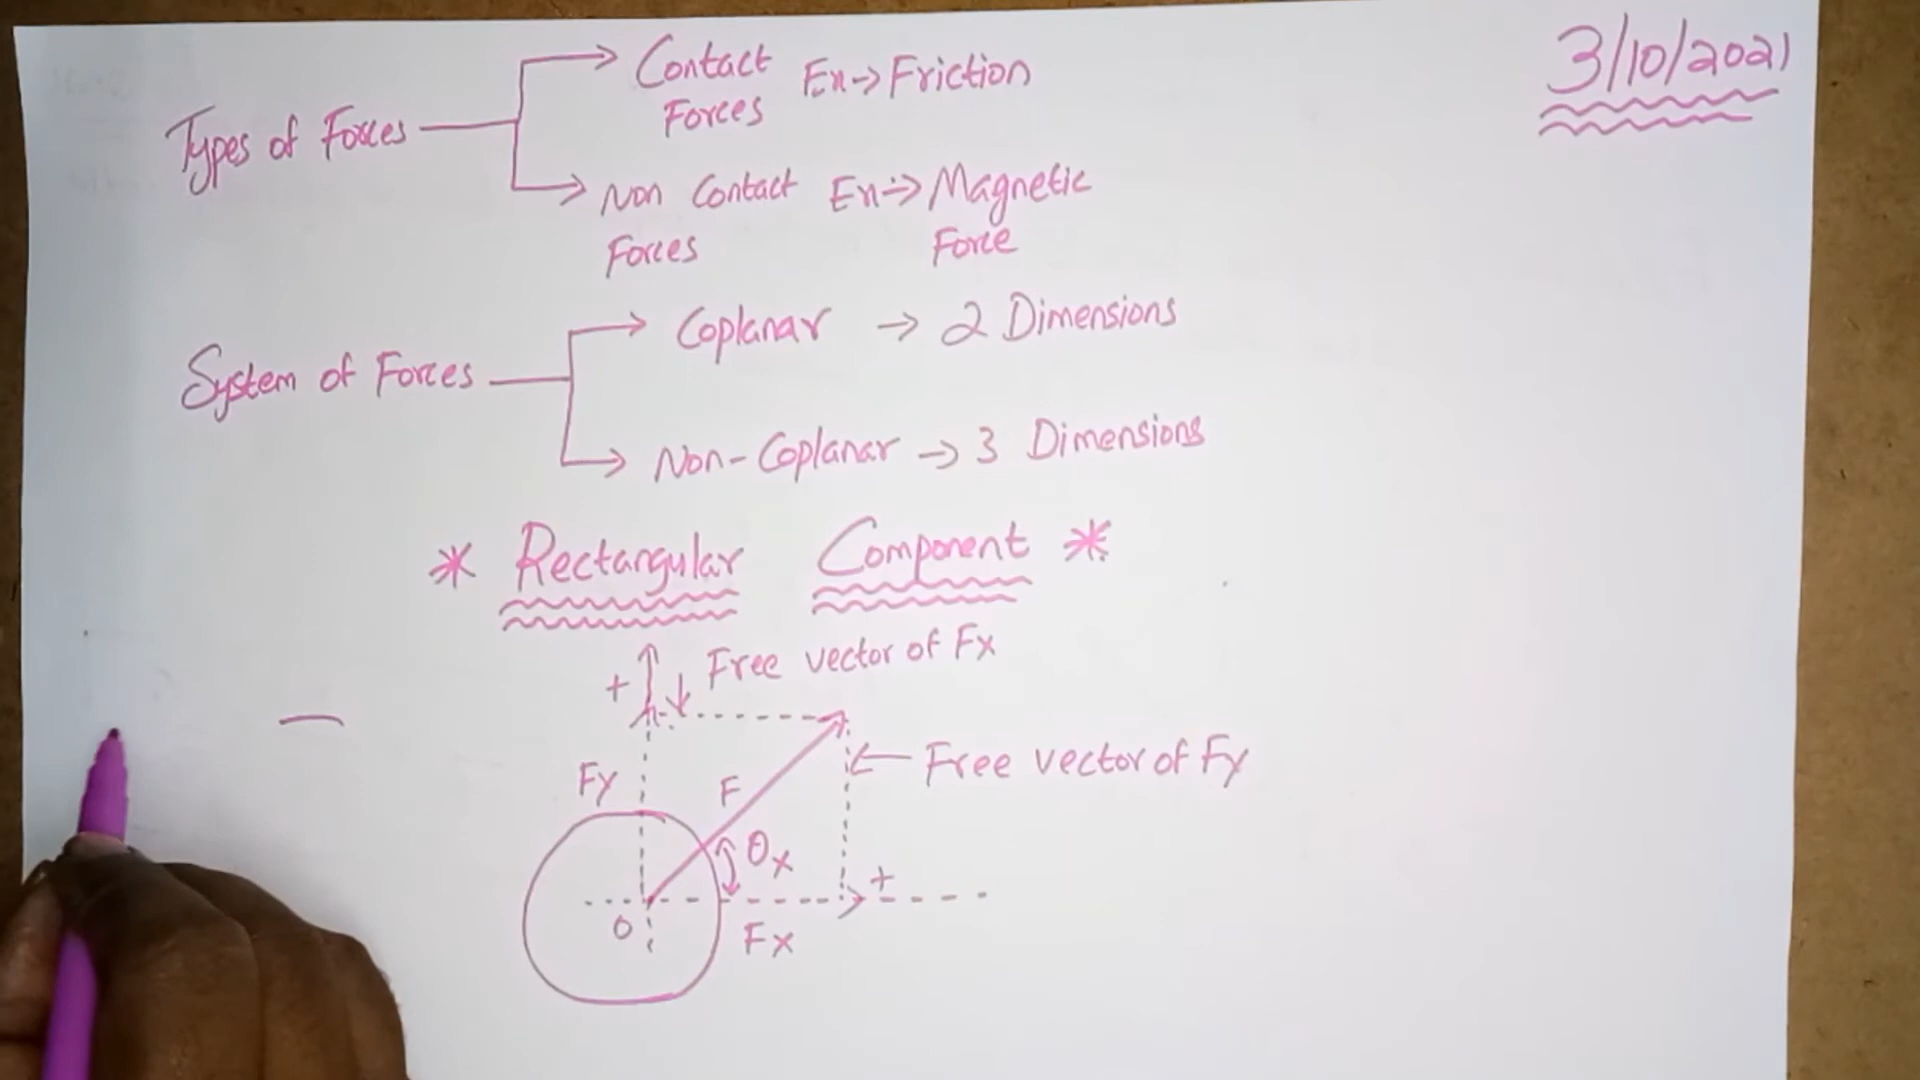 3/10/2021
Contact Ex → Friction
Forces
Types of Forces
Non Contact Ex → Magnetic
Forces Force
Coplanar → 2 Dimensions
System of Forces
Non-Coplanar → 3 Dimensions
* Rectangular Component *
+ Free vector of Fx
Fy F Free vector of Fy
θx
+
O
Fx